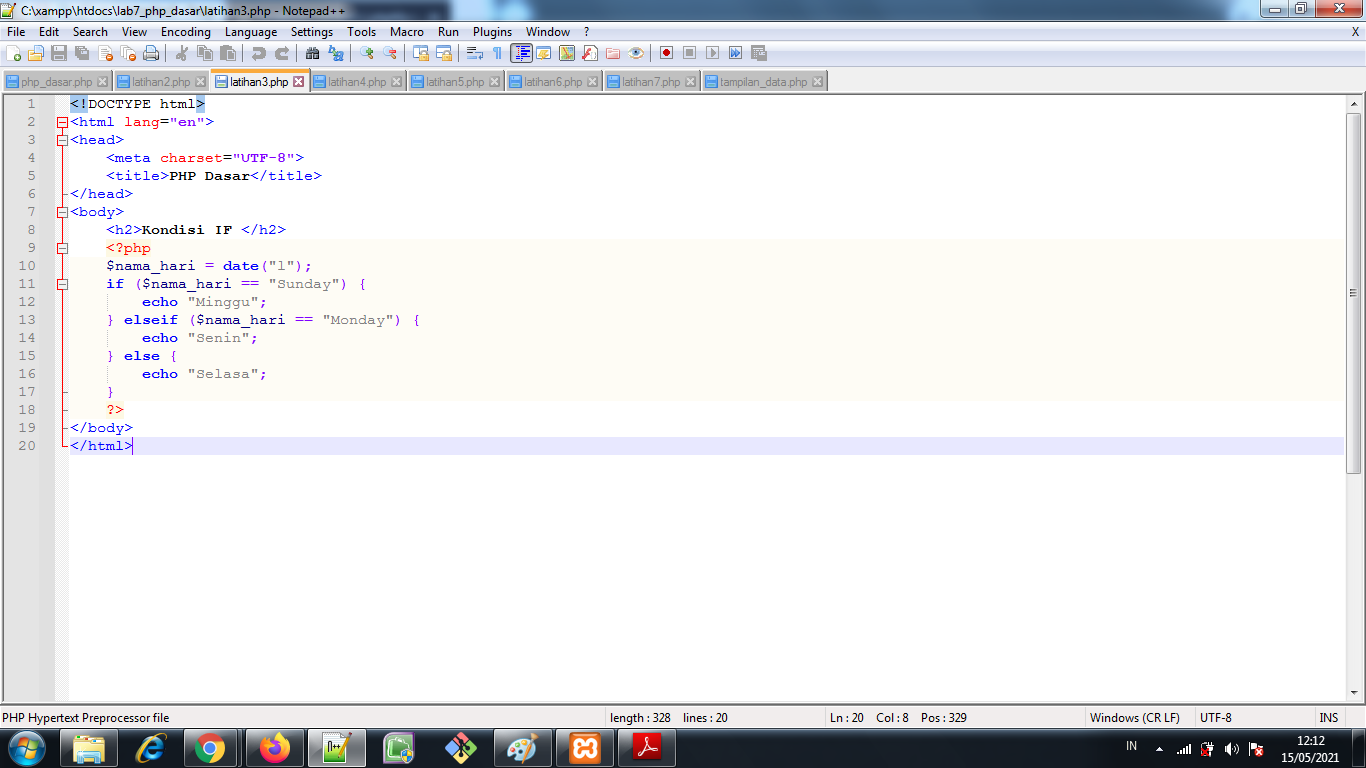 C:\xampp\htdocs\lab7_php_dasar\latihan3.php - Notepad++
File Edit Search View Encoding Language Settings Tools Macro Run Plugins Window ? X
php_dasar.php latihan2.php latihan3.php latihan4.php latihan5.php latihan6.php latihan7.php tampilan_data.php
1 <!DOCTYPE html>
2 <html lang="en">
3 <head>
4 <meta charset="UTF-8">
5 <title>PHP Dasar</title>
6 </head>
7 <body>
8 <h2>Kondisi IF </h2>
9 <?php
10 $nama_hari = date("l");
11 if ($nama_hari == "Sunday") {
12 echo "Minggu";
13 } elseif ($nama_hari == "Monday") {
14 echo "Senin";
15 } else {
16 echo "Selasa";
17 }
18 ?>
19 </body>
20 </html>
PHP Hypertext Preprocessor file length : 328 lines : 20 Ln : 20 Col : 8 Pos : 329 Windows (CR LF) UTF-8 INS
IN 12:12
15/05/2021